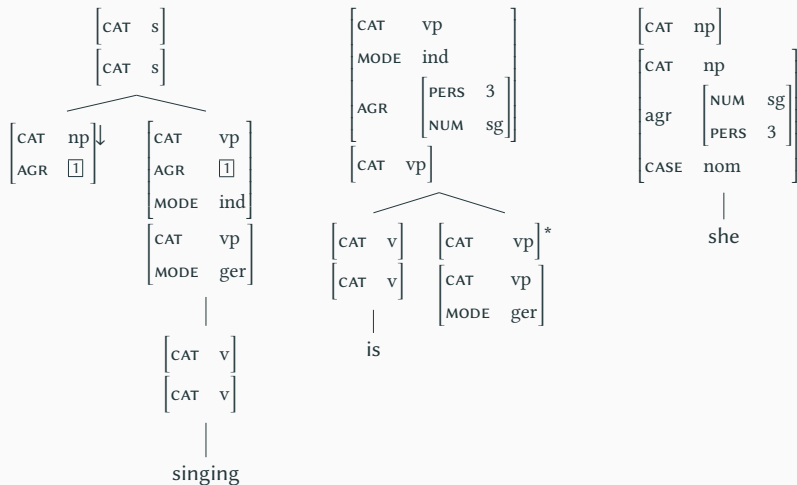 CAT s
CAT s
CAT np ↓
AGR 1
CAT vp
AGR 1
MODE ind
CAT vp
MODE ger
CAT v
CAT v
singing
CAT vp
MODE ind
AGR PERS 3
NUM sg
CAT vp
CAT v
CAT v
is
CAT vp *
CAT vp
MODE ger
CAT np
CAT np
agr NUM sg
PERS 3
CASE nom
she